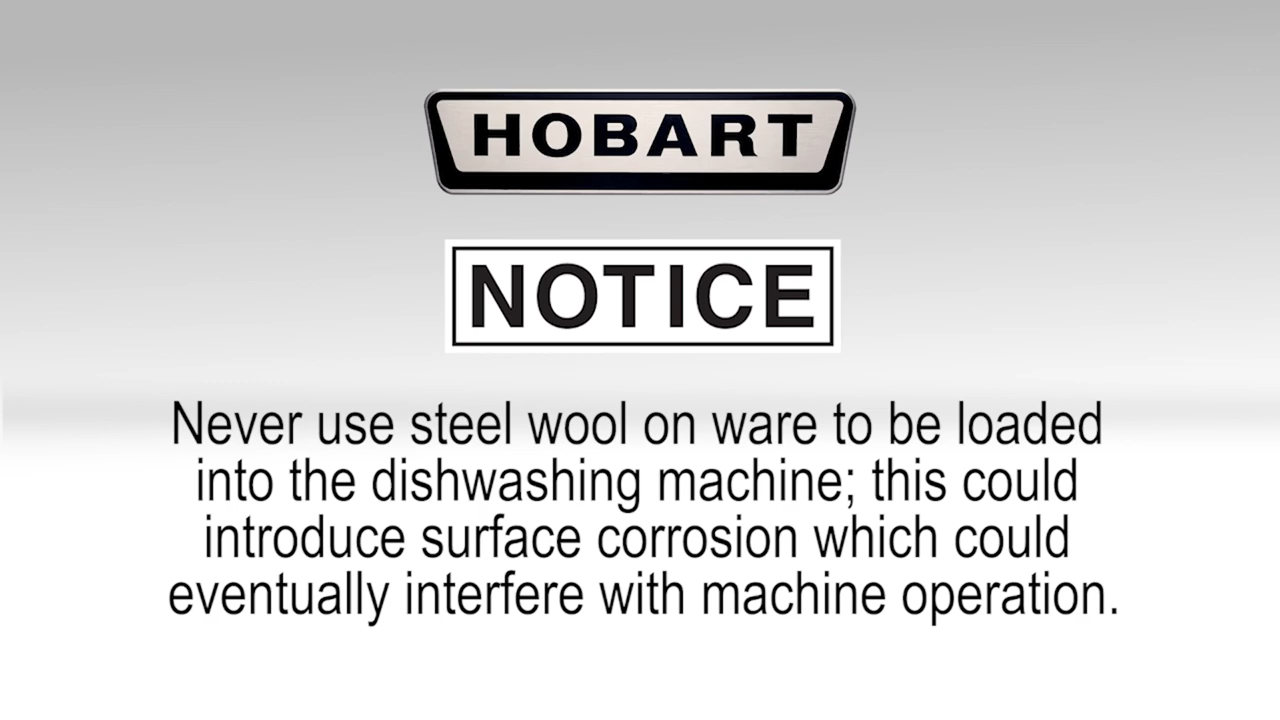 HOBART
NOTICE
Never use steel wool on ware to be loaded
into the dishwashing machine; this could
introduce surface corrosion which could
eventually interfere with machine operation.